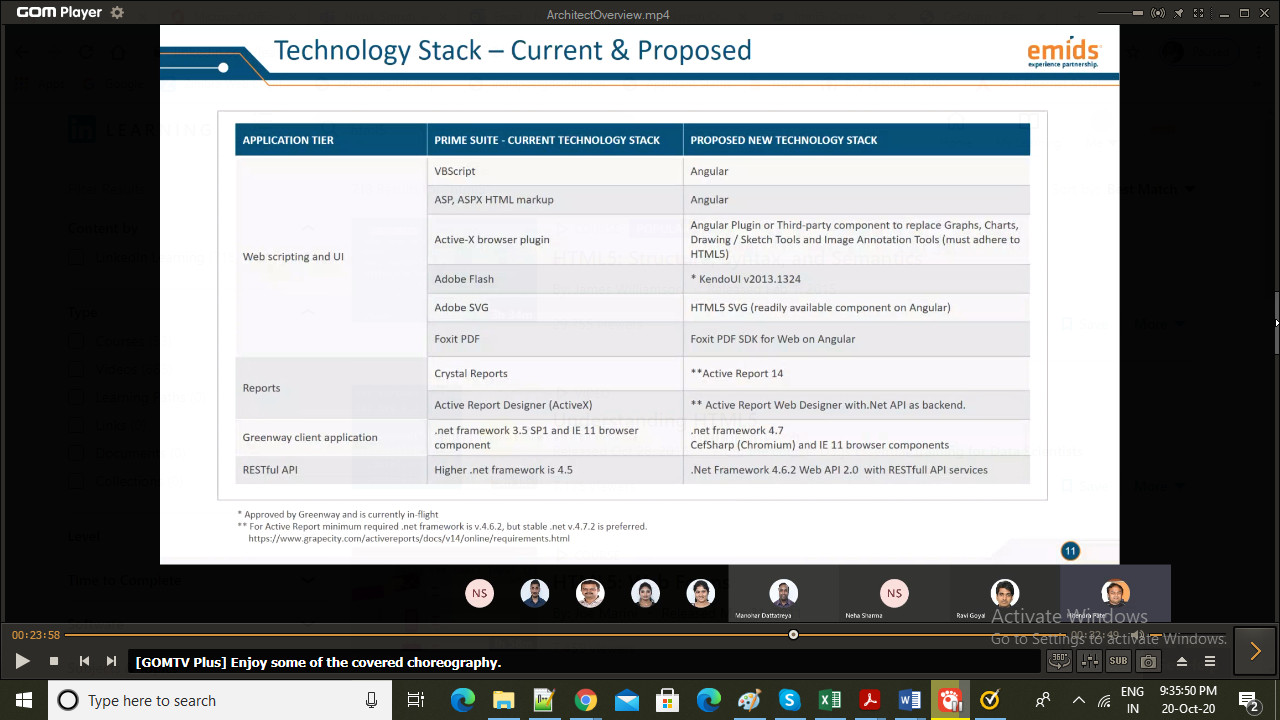 GOM Player
ArchitectOverview.mp4
Technology Stack – Current & Proposed
emids
experience partnership.
APPLICATION TIER
PRIME SUITE - CURRENT TECHNOLOGY STACK
PROPOSED NEW TECHNOLOGY STACK
Web scripting and UI
VBScript
Angular
ASP, ASPX HTML markup
Angular
Active-X browser plugin
Angular Plugin or Third-party component to replace Graphs, Charts,
Drawing / Sketch Tools and Image Annotation Tools (must adhere to
HTML5)
Adobe Flash
* KendoUI v2013.1324
Adobe SVG
HTML5 SVG (readily available component on Angular)
Foxit PDF
Foxit PDF SDK for Web on Angular
Reports
Crystal Reports
**Active Report 14
Active Report Designer (ActiveX)
** Active Report Web Designer with.Net API as backend.
Greenway client application
.net framework 3.5 SP1 and IE 11 browser
component
.net framework 4.7
CefSharp (Chromium) and IE 11 browser components
RESTful API
Higher .net framework is 4.5
.Net Framework 4.6.2 Web API 2.0 with RESTfull API services
* Approved by Greenway and is currently in-flight
** For Active Report minimum required .net framework is v.4.6.2, but stable .net v.4.7.2 is preferred.
https://www.grapecity.com/activereports/docs/v14/online/requirements.html
11
NS
NS
Manohar Dattatreya
Neha Sharma
Ravi Goyal
Activate Windows
Go to Settings to activate Windows.
00:23:58
00:32:49
[GOMTV Plus] Enjoy some of the covered choreography.
360°
SUB
Type here to search
ENG
IN
9:35:50 PM
20-Oct-20
2